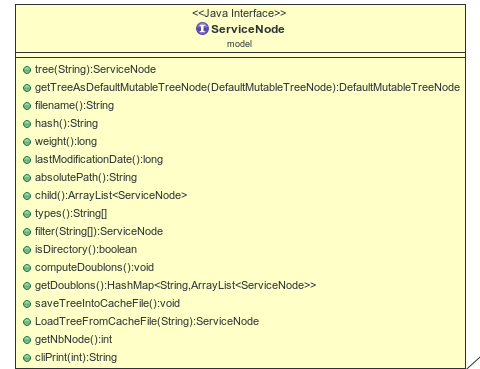 <<Java Interface>>
ServiceNode
model
tree(String):ServiceNode
getTreeAsDefaultMutableTreeNode(DefaultMutableTreeNode):DefaultMutableTreeNode
filename():String
hash():String
weight():long
lastModificationDate():long
absolutePath():String
child():ArrayList<ServiceNode>
types():String[]
filter(String[]):ServiceNode
isDirectory():boolean
computeDoublons():void
getDoublons():HashMap<String,ArrayList<ServiceNode>>
saveTreeIntoCacheFile():void
LoadTreeFromCacheFile(String):ServiceNode
getNbNode():int
cliPrint(int):String